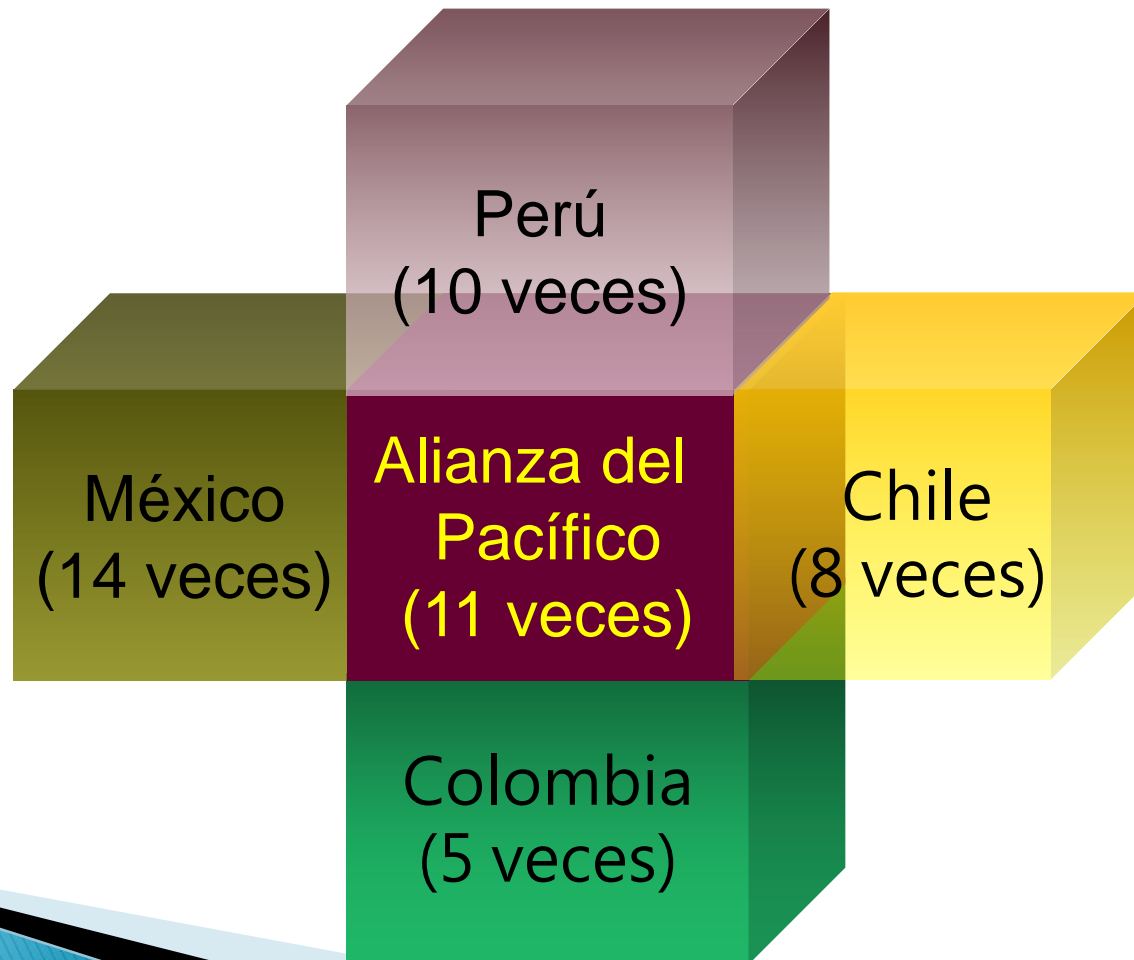 Perú
(10 veces)
México
(14 veces)
Alianza del
Pacífico
(11 veces)
Chile
(8 veces)
Colombia
(5 veces)